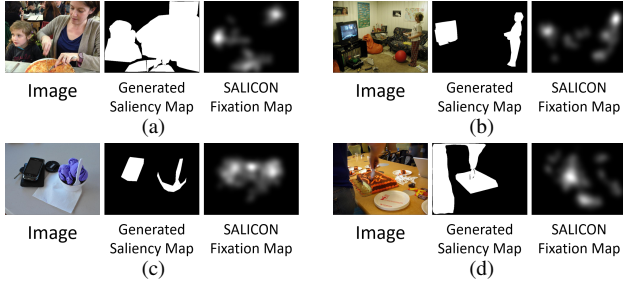 Image Generated Saliency Map SALICON Fixation Map
(a)
Image Generated Saliency Map SALICON Fixation Map
(b)
Image Generated Saliency Map SALICON Fixation Map
(c)
Image Generated Saliency Map SALICON Fixation Map
(d)